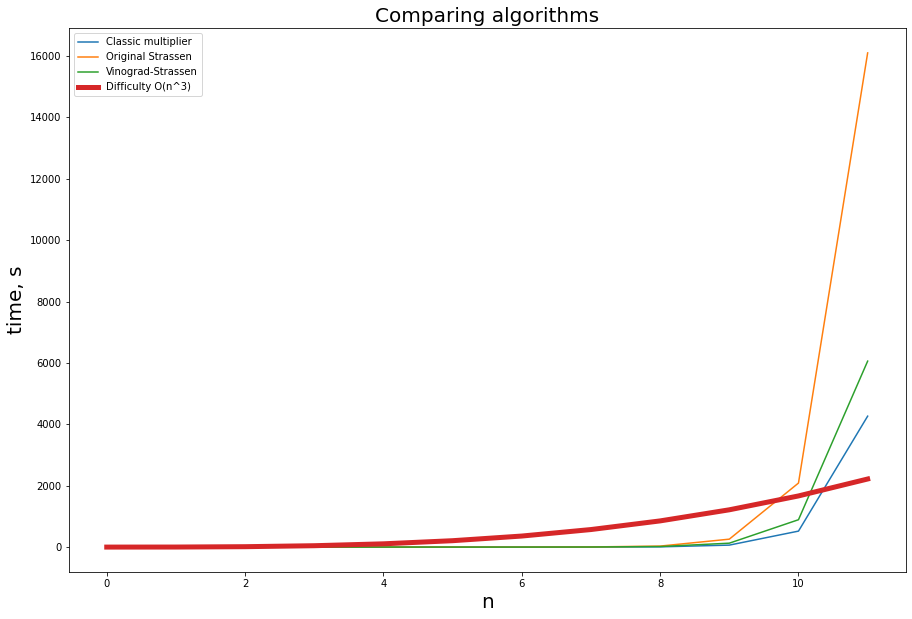 Comparing algorithms
Classic multiplier
Original Strassen
Vinograd-Strassen
Difficulty O(n^3)
16000
14000
12000
10000
8000
6000
4000
2000
0
time, s
0 2 4 6 8 10
n